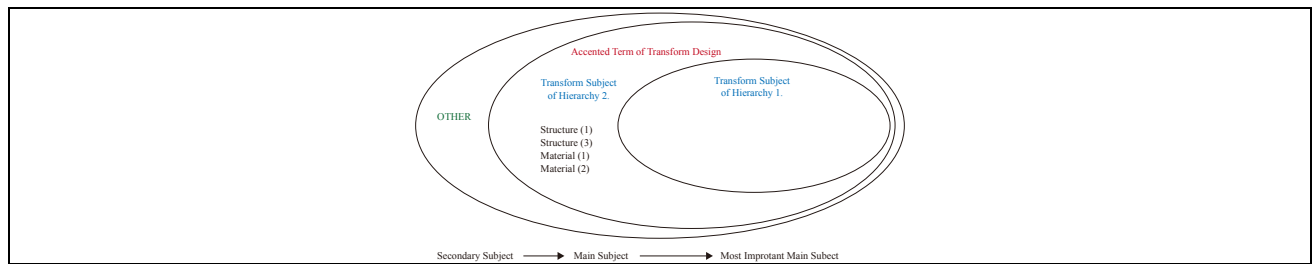 Accented Term of Transform Design
Transform Subject
of Hierarchy 2.
Transform Subject
of Hierarchy 1.
OTHER
Structure (1)
Structure (3)
Material (1)
Material (2)
Secondary Subject Main Subject Most Improtant Main Subect